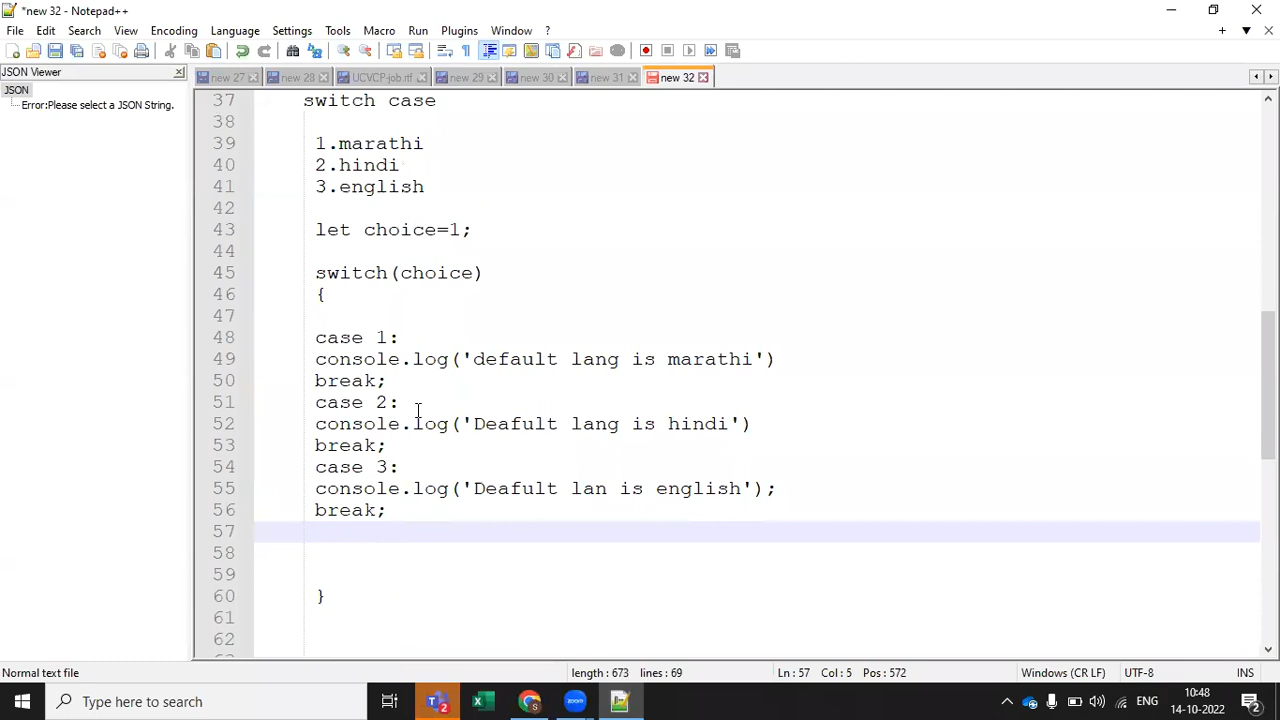 *new 32 - Notepad++
File Edit Search View Encoding Language Settings Tools Macro Run Plugins Window ?
JSON Viewer
new 27 new 28 UCVCP-job.rtf new 29 new 30 new 31 new 32
JSON
Error:Please select a JSON String.
37 switch case
38
39 1.marathi
40 2.hindi
41 3.english
42
43 let choice=1;
44
45 switch(choice)
46 {
47
48 case 1:
49 console.log('default lang is marathi')
50 break;
51 case 2:
52 console.log('Deafult lang is hindi')
53 break;
54 case 3:
55 console.log('Deafult lan is english');
56 break;
57
58
59
60 }
61
62
Normal text file length : 673 lines : 69 Ln : 57 Col : 5 Pos : 572 Windows (CR LF) UTF-8 INS
Type here to search
zoom
ENG
10:48
14-10-2022
2
2